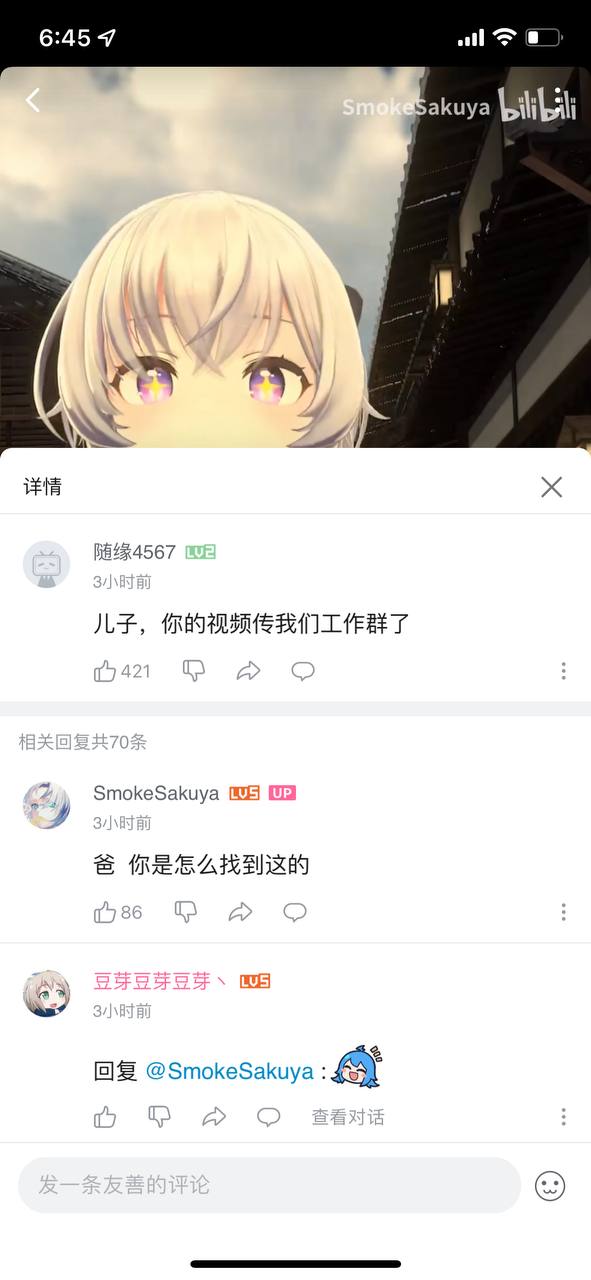 6:45
SmokeSakuya bilibili
详情
随缘4567 LV2
3小时前
儿子，你的视频传我们工作群了
421
相关回复共70条
SmokeSakuya LV5 UP
3小时前
爸 你是怎么找到这的
86
豆芽豆芽豆芽丶 LV5
3小时前
回复 @SmokeSakuya :
查看对话
发一条友善的评论